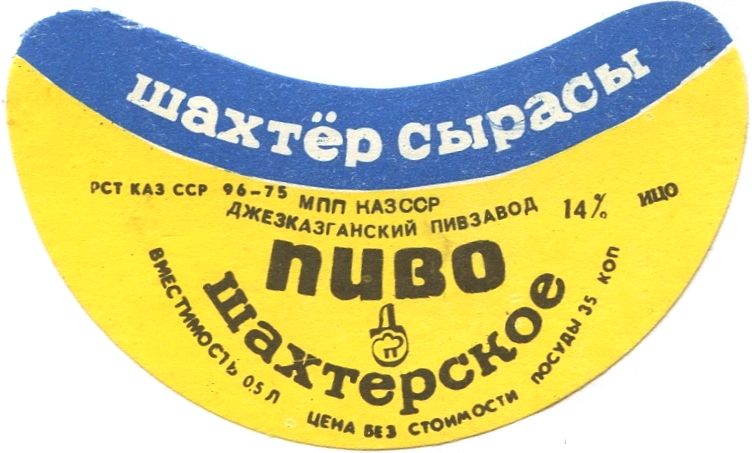 шахтёр сырасы
РСТ КАЗ ССР 96-75 МПП КАЗССР
ДЖЕЗКАЗГАНСКИЙ ПИВЗАВОД 14% ИЦО
пиво
шахтерское
П
ВМЕСТИМОСТЬ 0,5 Л ЦЕНА БЕЗ СТОИМОСТИ ПОСУДЫ 35 КОП